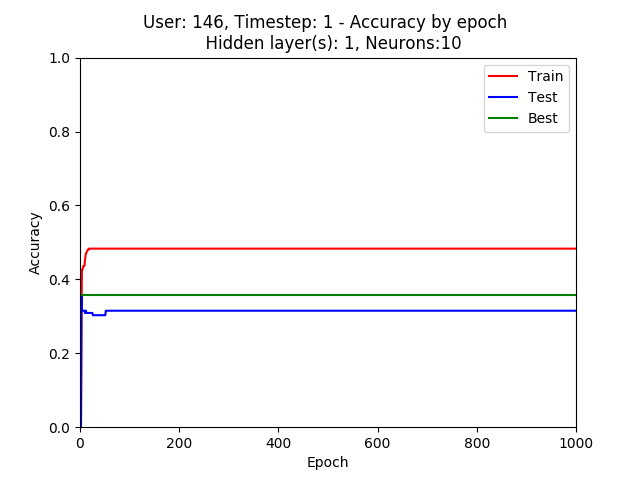 User: 146, Timestep: 1 - Accuracy by epoch
Hidden layer(s): 1, Neurons:10
1.0
0.8
0.6
0.4
0.2
0.0
Accuracy
Train
Test
Best
0 200 400 600 800 1000
Epoch